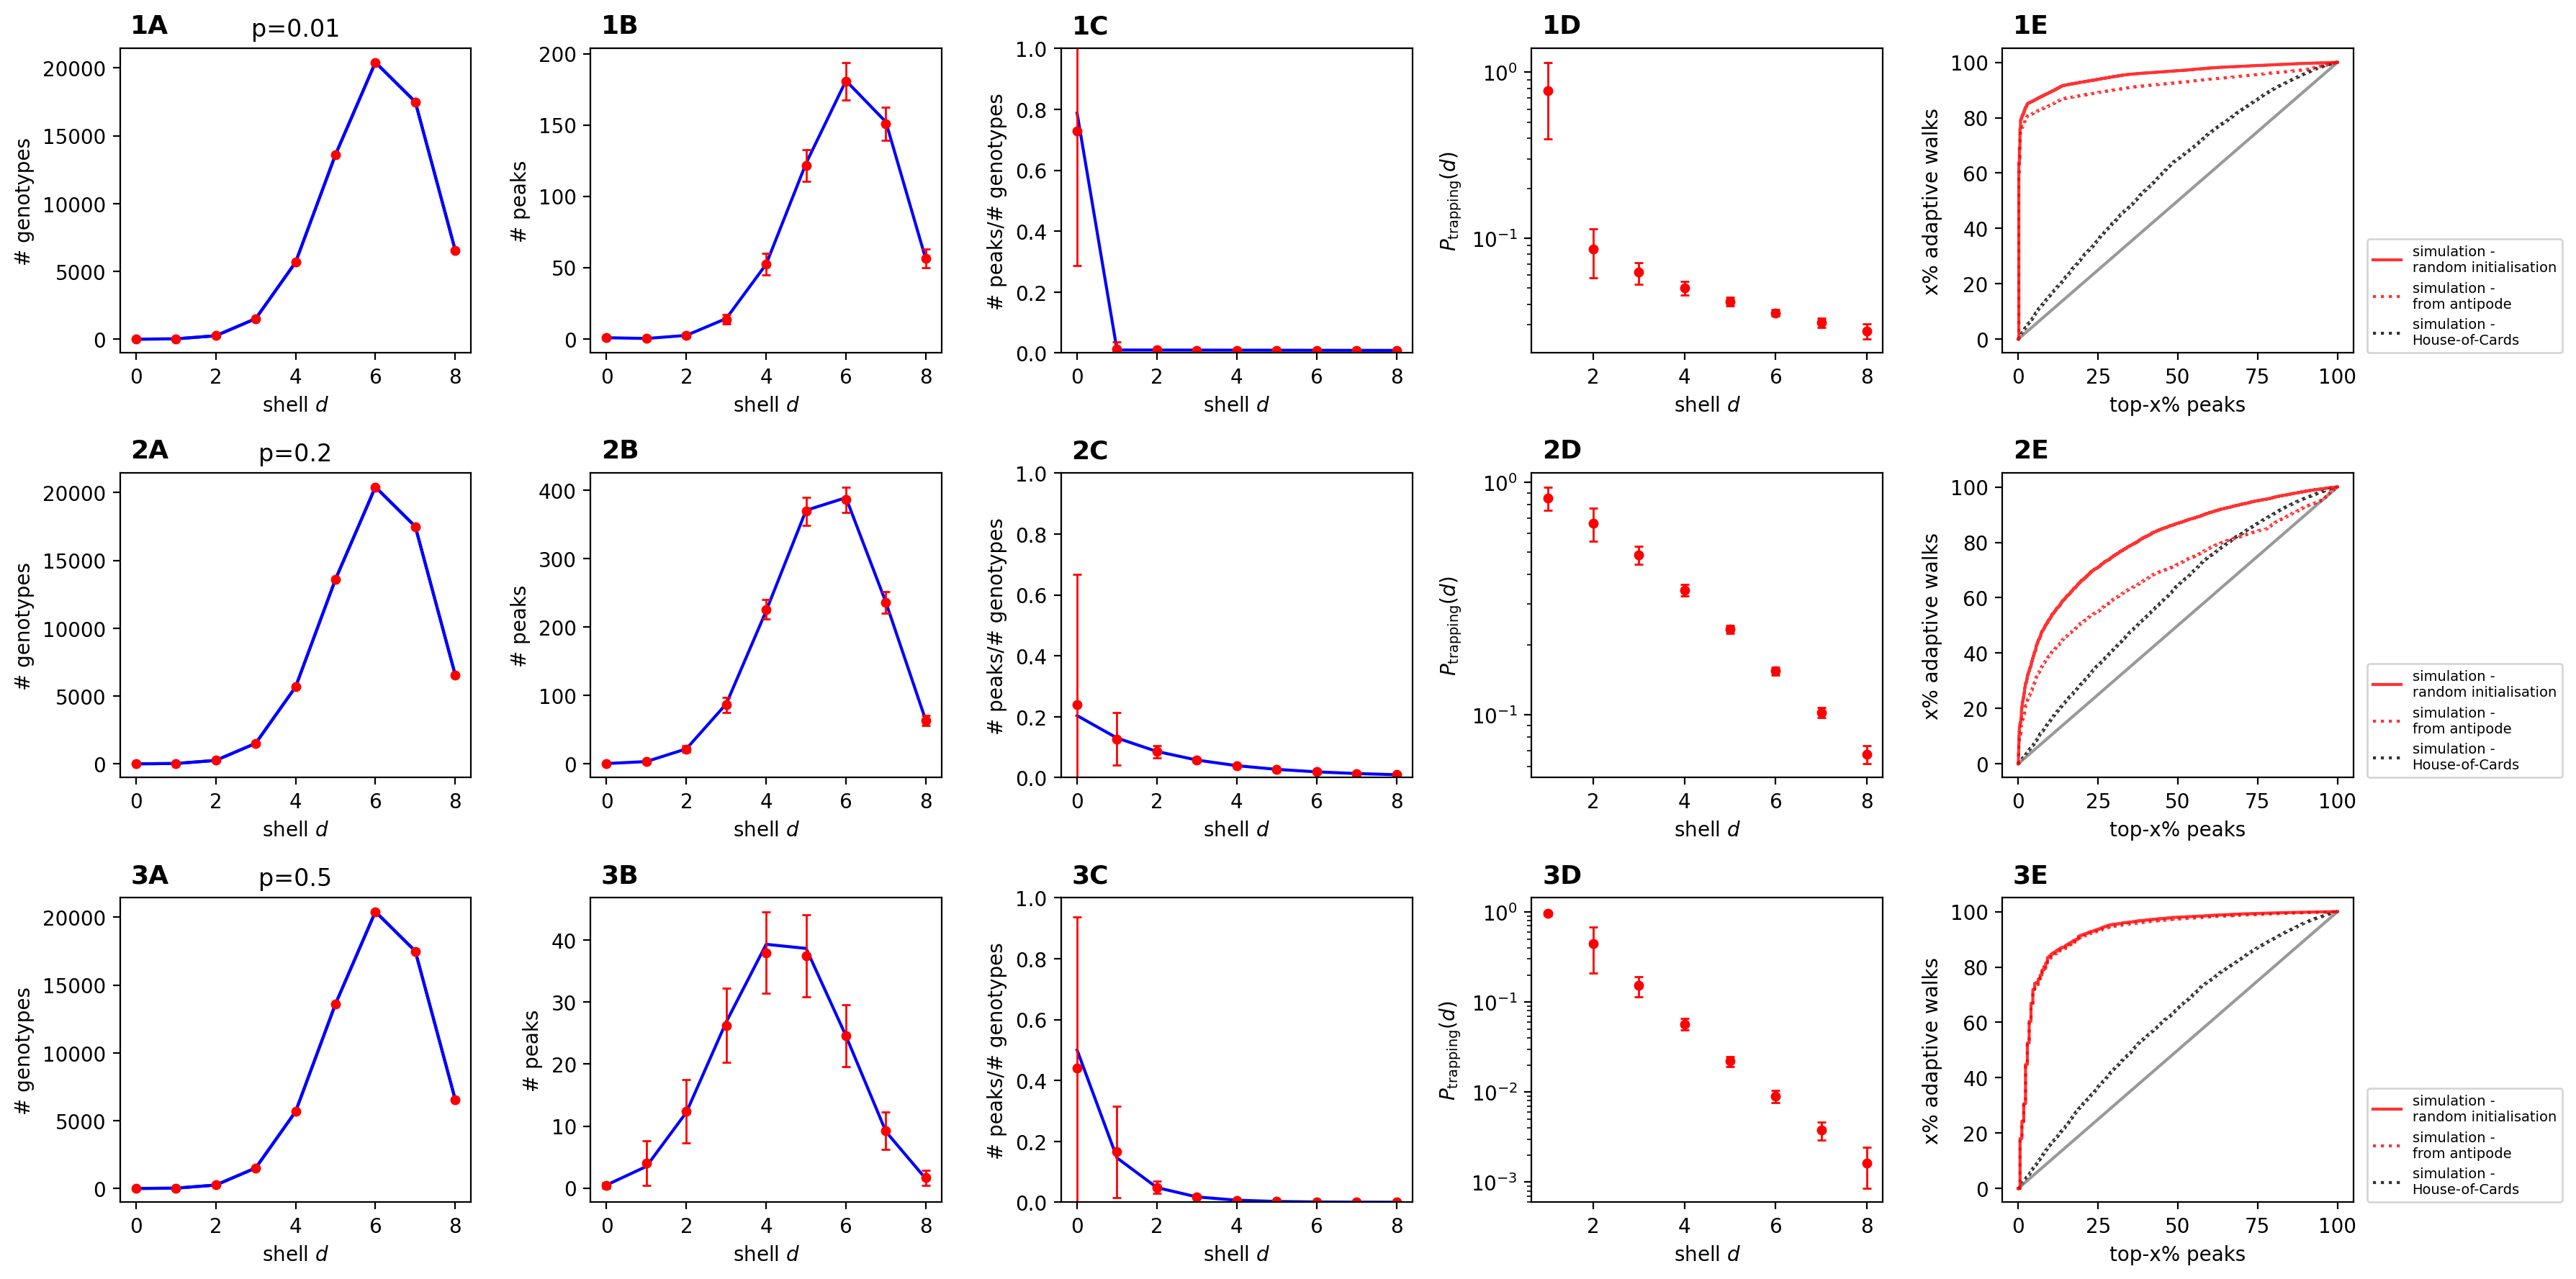 1A
p=0.01
# genotypes
20000
15000
10000
5000
0
0 2 4 6 8
shell d
1B
# peaks
200
150
100
50
0
0 2 4 6 8
shell d
1C
# peaks/# genotypes
1.0
0.8
0.6
0.4
0.2
0.0
0 2 4 6 8
shell d
1D
P_trapping(d)
10^0
10^-1
2 4 6 8
shell d
1E
x% adaptive walks
100
80
60
40
20
0
0 25 50 75 100
top-x% peaks
simulation -
random initialisation
simulation -
from antipode
simulation -
House-of-Cards
2A
p=0.2
# genotypes
20000
15000
10000
5000
0
0 2 4 6 8
shell d
2B
# peaks
400
300
200
100
0
0 2 4 6 8
shell d
2C
# peaks/# genotypes
1.0
0.8
0.6
0.4
0.2
0.0
0 2 4 6 8
shell d
2D
P_trapping(d)
10^0
10^-1
2 4 6 8
shell d
2E
x% adaptive walks
100
80
60
40
20
0
0 25 50 75 100
top-x% peaks
simulation -
random initialisation
simulation -
from antipode
simulation -
House-of-Cards
3A
p=0.5
# genotypes
20000
15000
10000
5000
0
0 2 4 6 8
shell d
3B
# peaks
40
30
20
10
0
0 2 4 6 8
shell d
3C
# peaks/# genotypes
1.0
0.8
0.6
0.4
0.2
0.0
0 2 4 6 8
shell d
3D
P_trapping(d)
10^0
10^-1
10^-2
10^-3
2 4 6 8
shell d
3E
x% adaptive walks
100
80
60
40
20
0
0 25 50 75 100
top-x% peaks
simulation -
random initialisation
simulation -
from antipode
simulation -
House-of-Cards